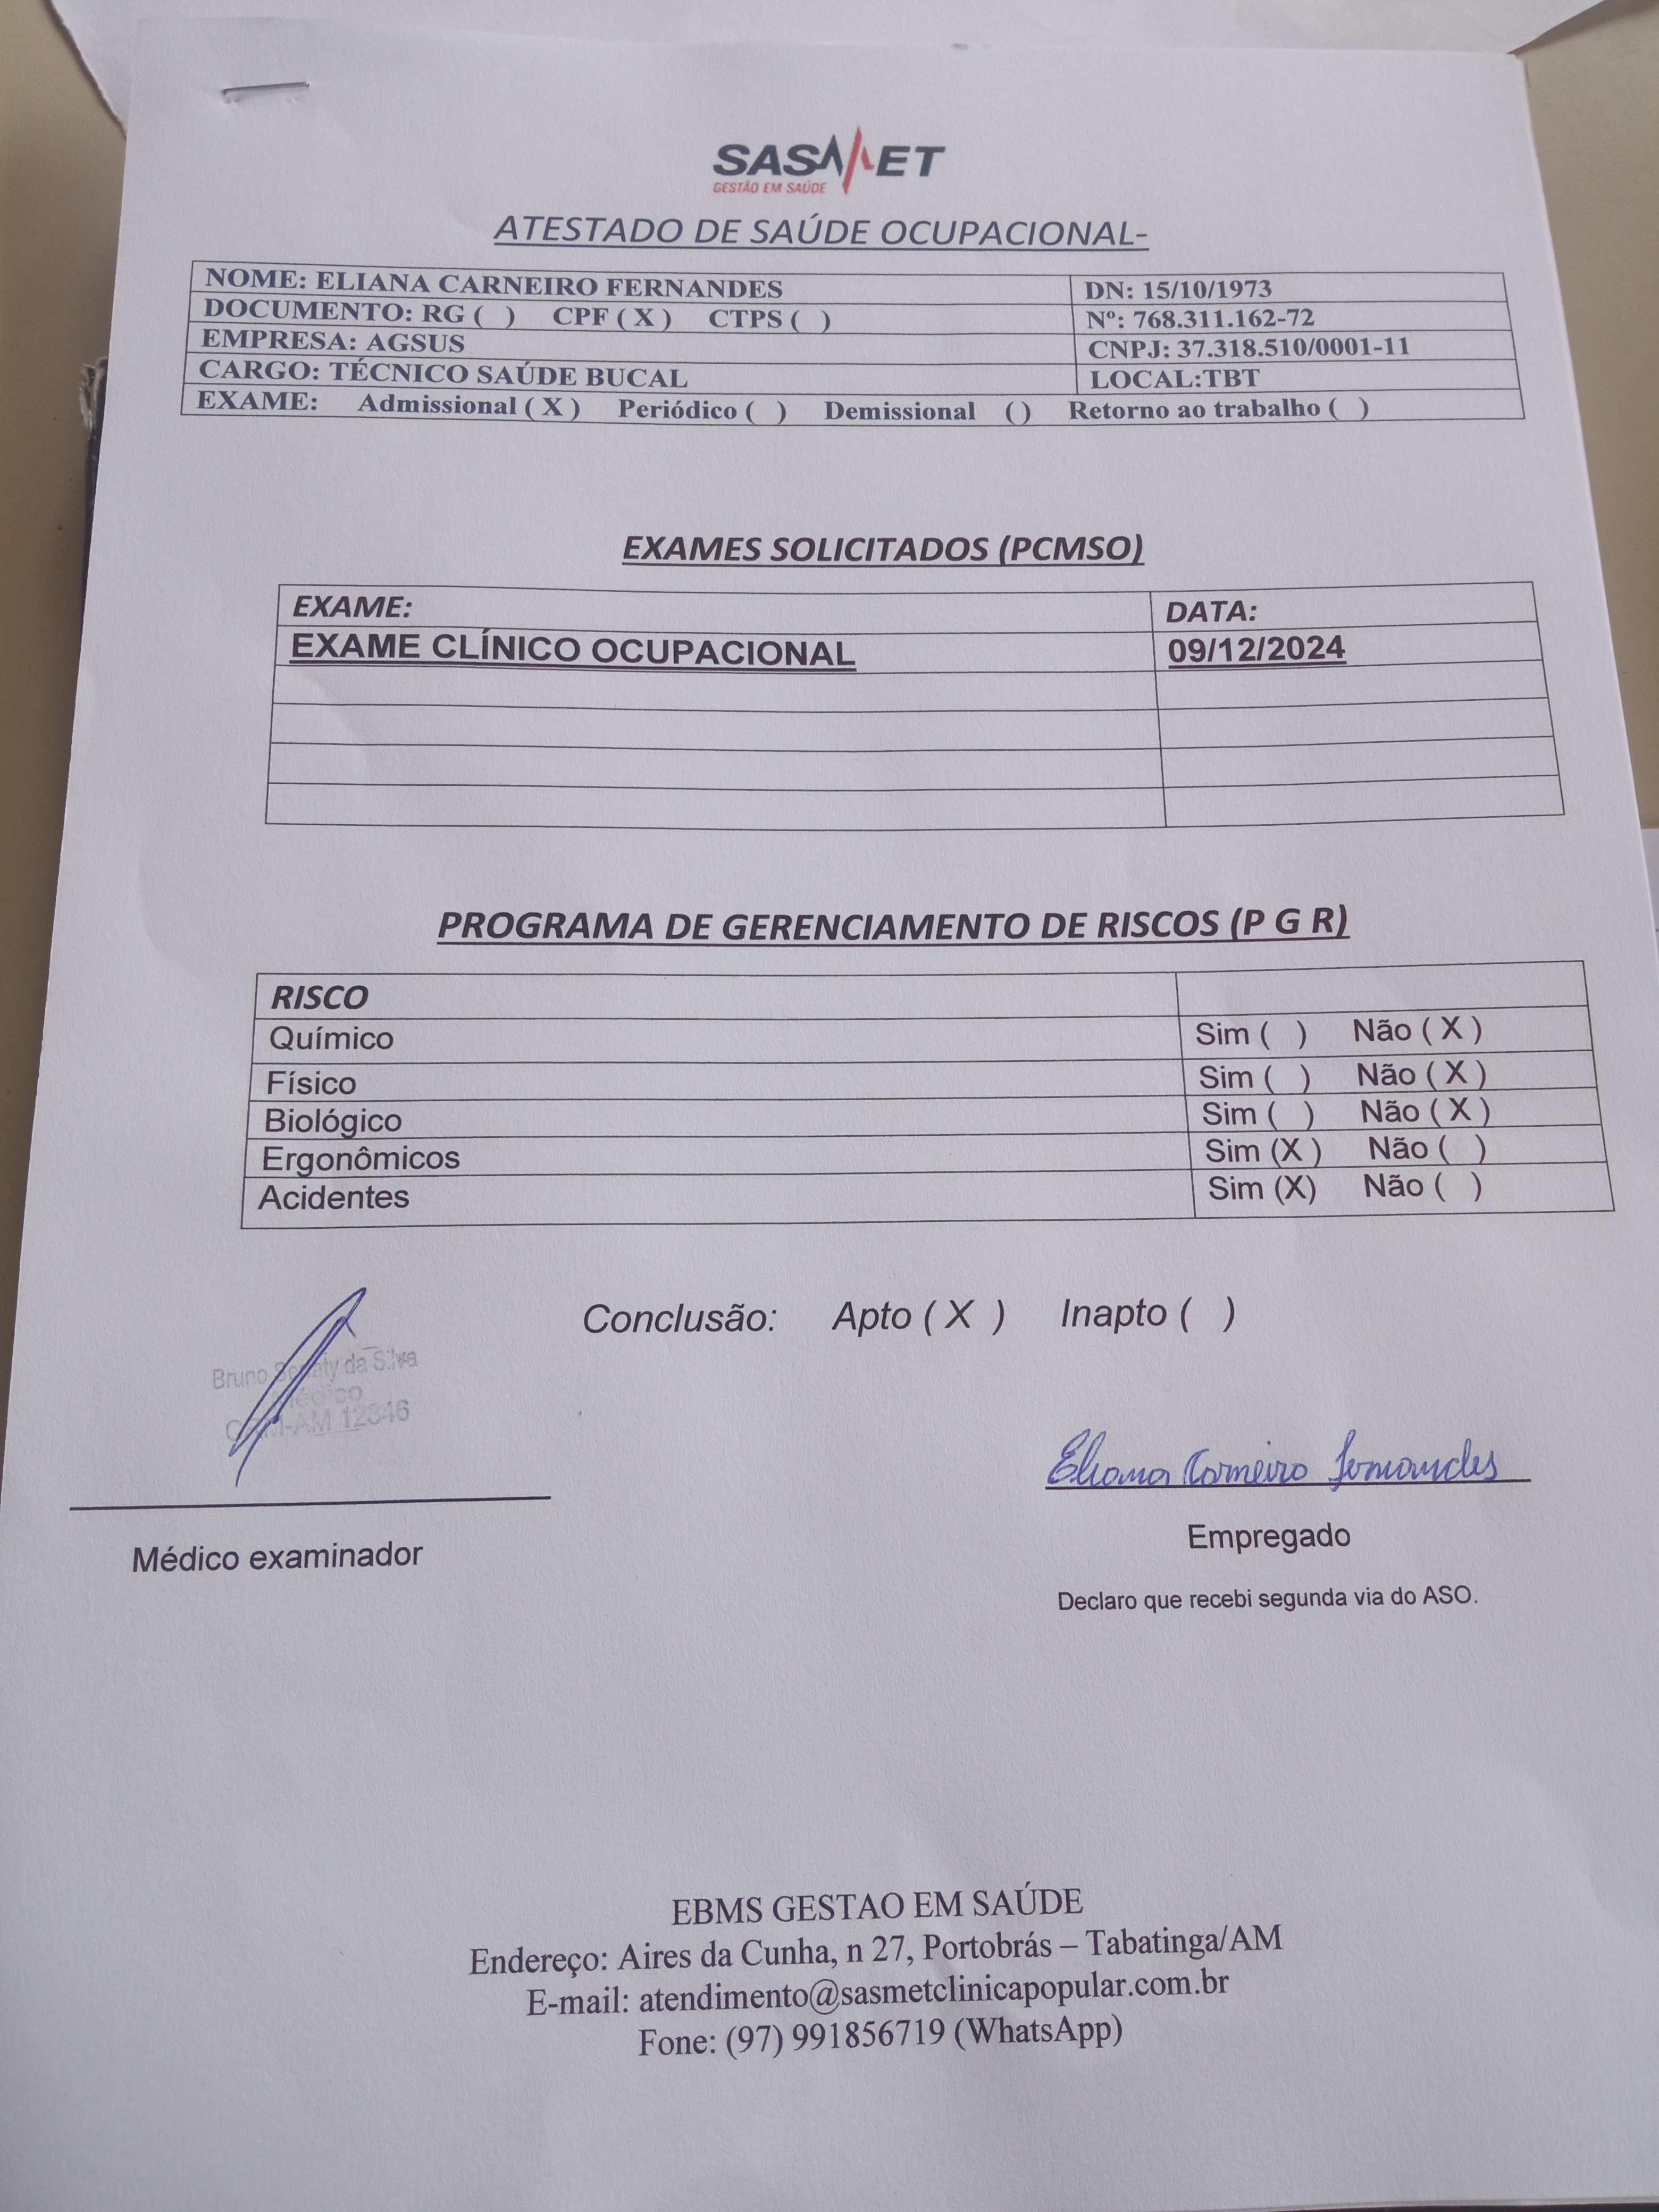 SASMET
GESTÃO EM SAÚDE
ATESTADO DE SAÚDE OCUPACIONAL-
NOME: ELIANA CARNEIRO FERNANDES DN: 15/10/1973
DOCUMENTO: RG ( ) CPF ( X ) CTPS ( ) Nº: 768.311.162-72
EMPRESA: AGSUS CNPJ: 37.318.510/0001-11
CARGO: TÉCNICO SAÚDE BUCAL LOCAL:TBT
EXAME: Admissional ( X ) Periódico ( ) Demissional () Retorno ao trabalho ( )
EXAMES SOLICITADOS (PCMSO)
EXAME: DATA:
EXAME CLÍNICO OCUPACIONAL 09/12/2024
PROGRAMA DE GERENCIAMENTO DE RISCOS (P G R)
RISCO
Químico Sim ( ) Não ( X )
Físico Sim ( ) Não ( X )
Biológico Sim ( ) Não ( X )
Ergonômicos Sim (X ) Não ( )
Acidentes Sim (X) Não ( )
Conclusão: Apto ( X ) Inapto ( )
Bruno da Silva
Médico
CRM-AM 12346
Eliana Carneiro Fernandes
Médico examinador
Empregado
Declaro que recebi segunda via do ASO.
EBMS GESTAO EM SAÚDE
Endereço: Aires da Cunha, n 27, Portobrás – Tabatinga/AM
E-mail: atendimento@sasmetclinicapopular.com.br
Fone: (97) 991856719 (WhatsApp)